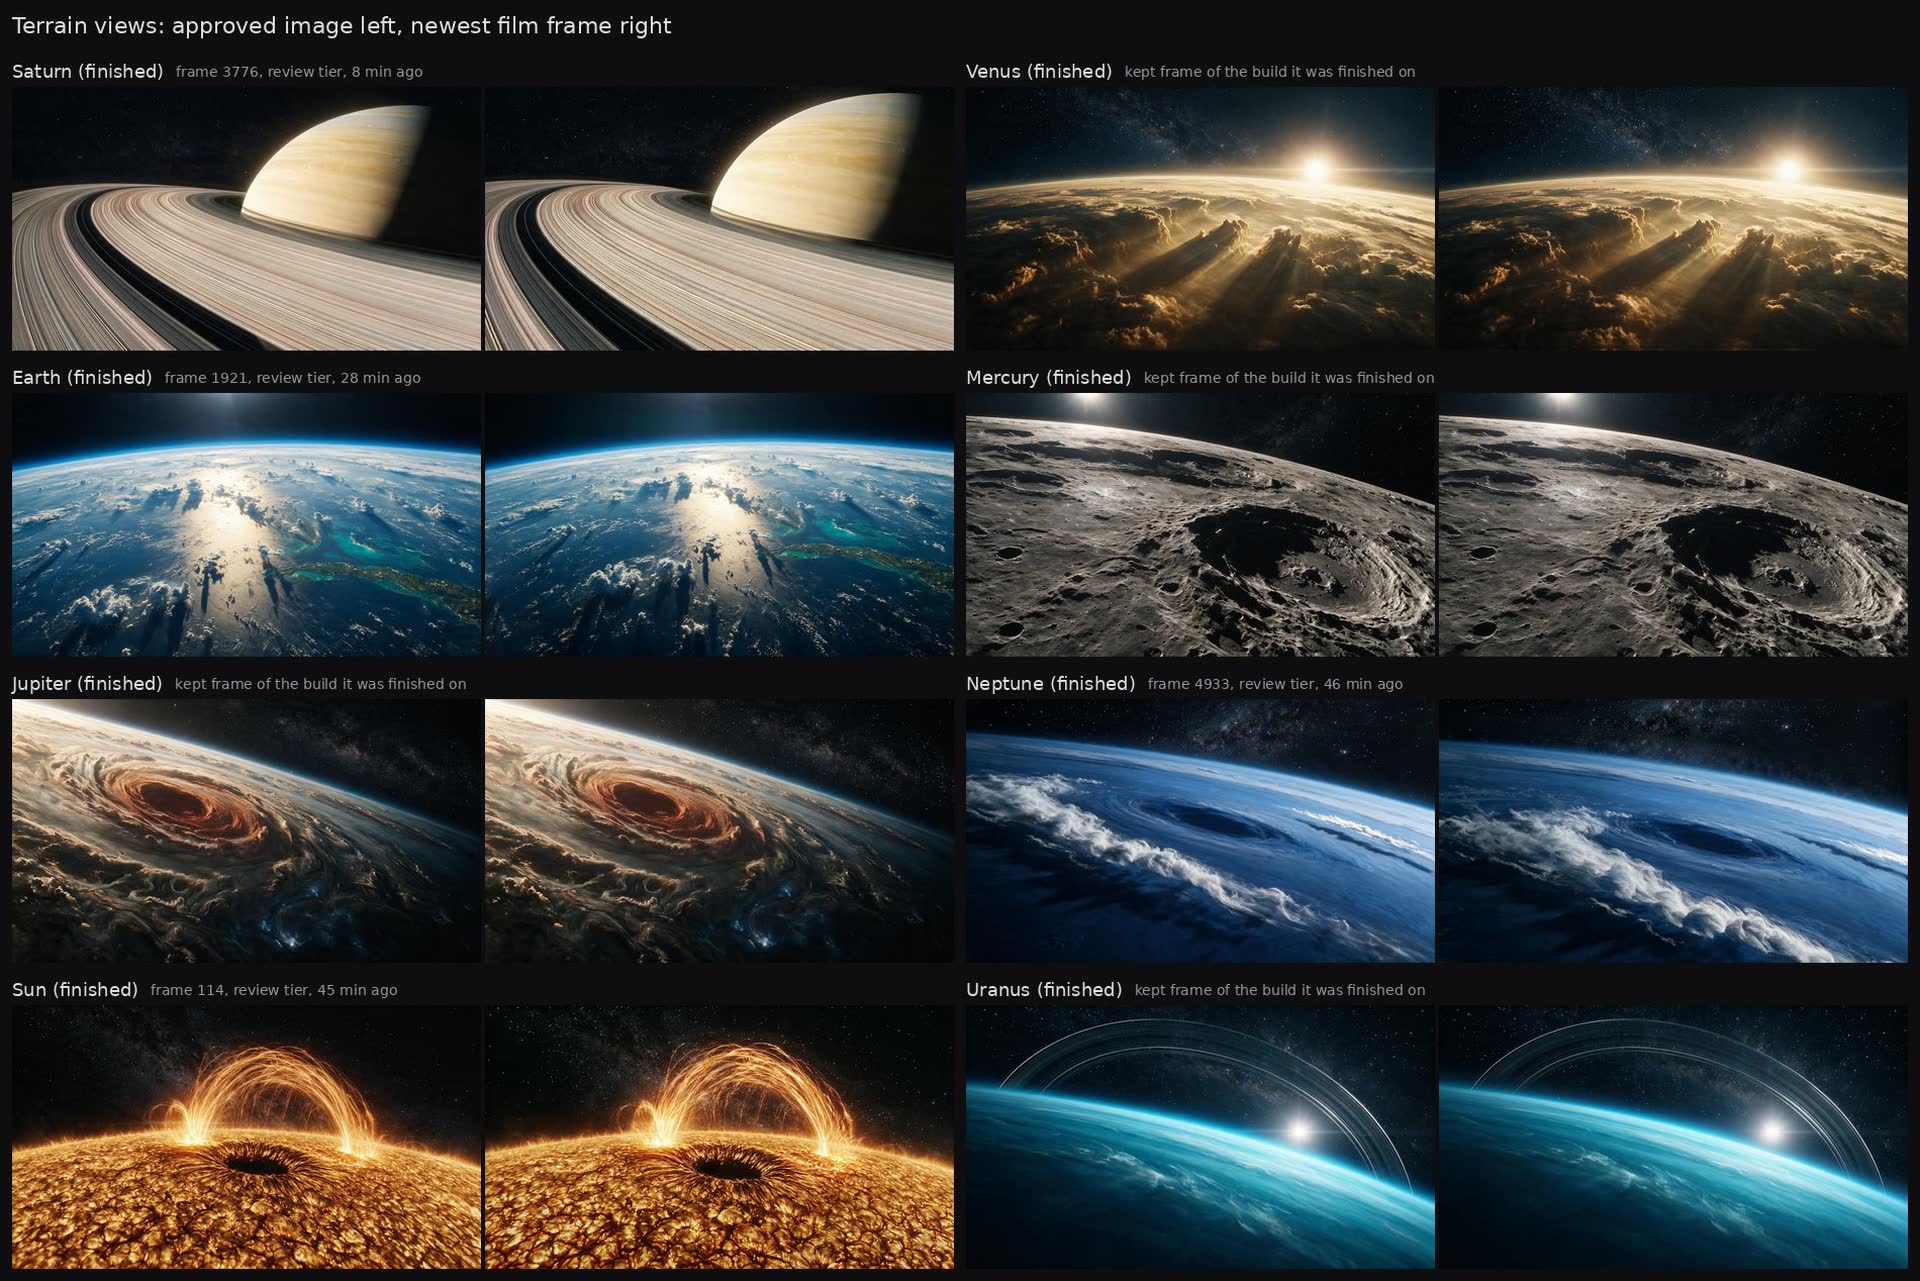 Terrain views: approved image left, newest film frame right
Saturn (finished) frame 3776, review tier, 8 min ago
Venus (finished) kept frame of the build it was finished on
Earth (finished) frame 1921, review tier, 28 min ago
Mercury (finished) kept frame of the build it was finished on
Jupiter (finished) kept frame of the build it was finished on
Neptune (finished) frame 4933, review tier, 46 min ago
Sun (finished) frame 114, review tier, 45 min ago
Uranus (finished) kept frame of the build it was finished on